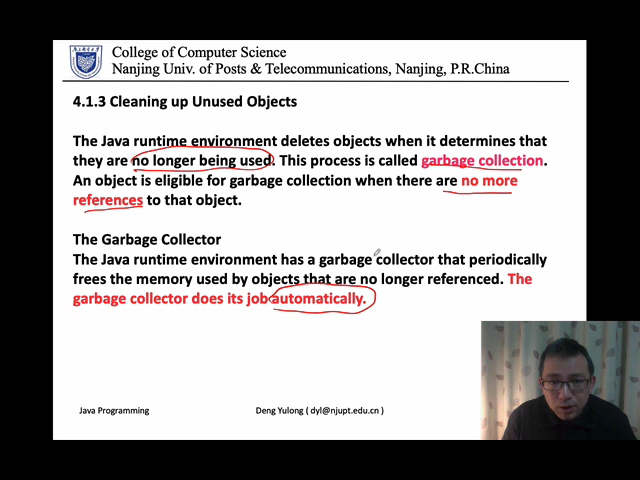 College of Computer Science
Nanjing Univ. of Posts & Telecommunications, Nanjing, P.R.China
4.1.3 Cleaning up Unused Objects
The Java runtime environment deletes objects when it determines that
they are no longer being used. This process is called garbage collection.
An object is eligible for garbage collection when there are no more
references to that object.
The Garbage Collector
The Java runtime environment has a garbage collector that periodically
frees the memory used by objects that are no longer referenced. The
garbage collector does its job automatically.
Java Programming
Deng Yulong ( dyl@njupt.edu.cn )